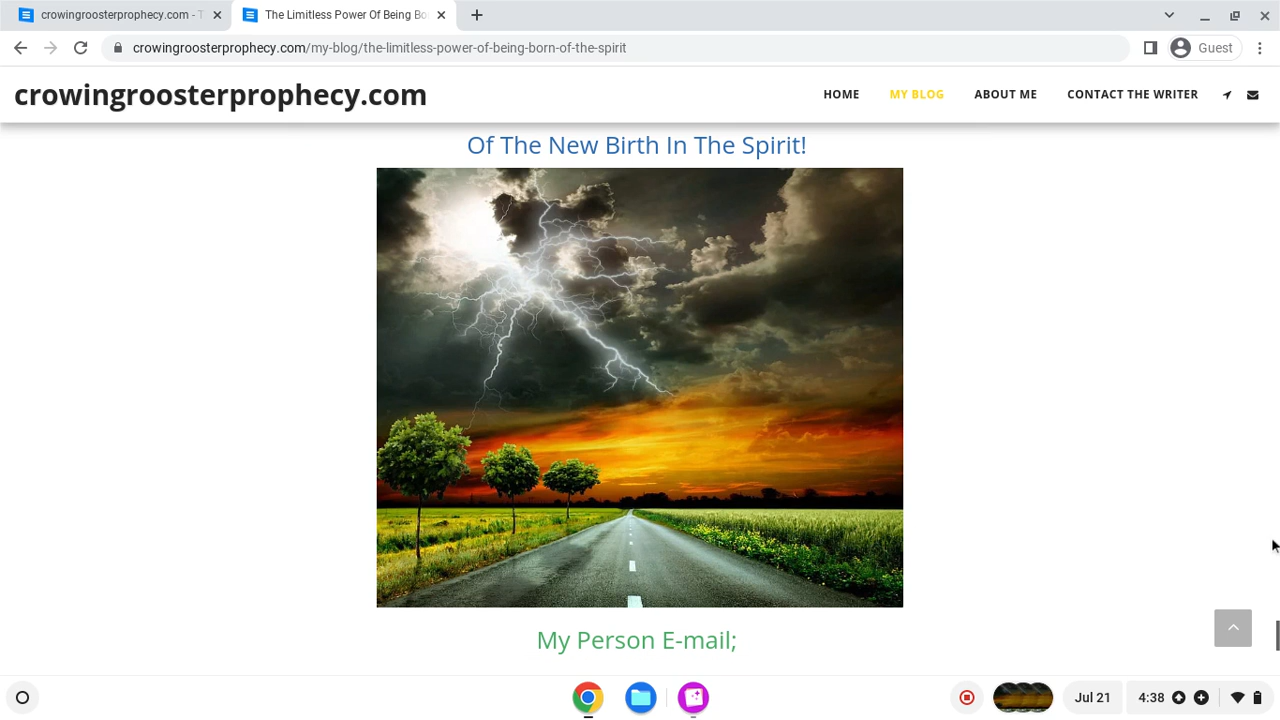 crowingroosterprophecy.com - T
The Limitless Power Of Being Bo
crowingroosterprophecy.com/my-blog/the-limitless-power-of-being-born-of-the-spirit
Guest
crowingroosterprophecy.com
HOME
MY BLOG
ABOUT ME
CONTACT THE WRITER
Of The New Birth In The Spirit!
My Person E-mail;
Jul 21
4:38